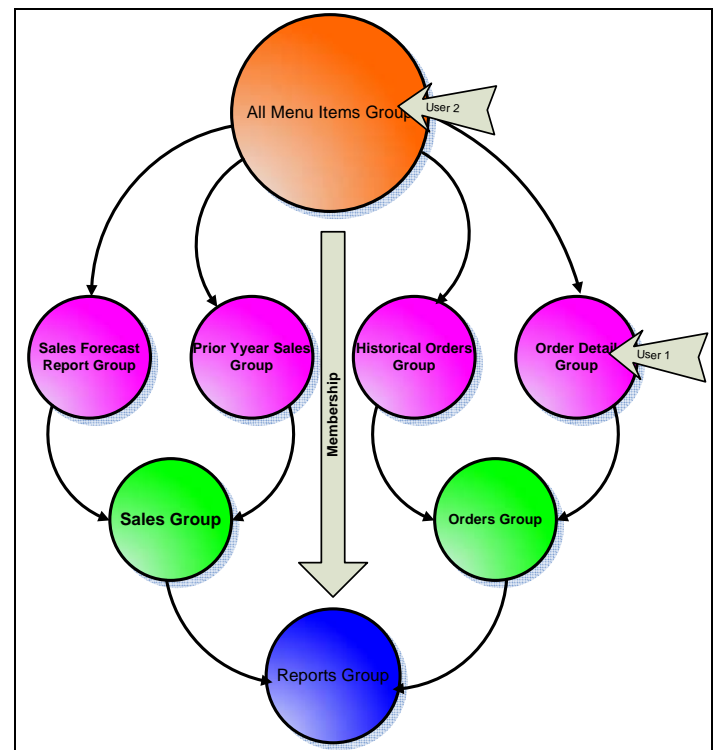 All Menu Items Group
User 2
Sales Forecast
Report Group
Prior Yyear Sales
Group
Historical Orders
Group
Order Detail
Group
User 1
Membership
Sales Group
Orders Group
Reports Group